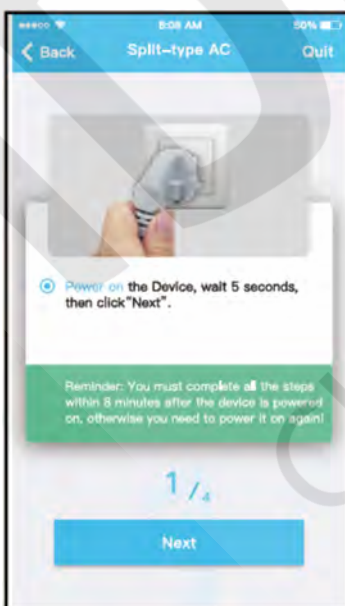 8:08 AM
50%
Back
Split-type AC
Quit
Power on the Device, wait 5 seconds,
then click"Next".
Reminder: You must complete all the steps
within 8 minutes after the device is powered
on, otherwise you need to power it on again!
1/4
Next